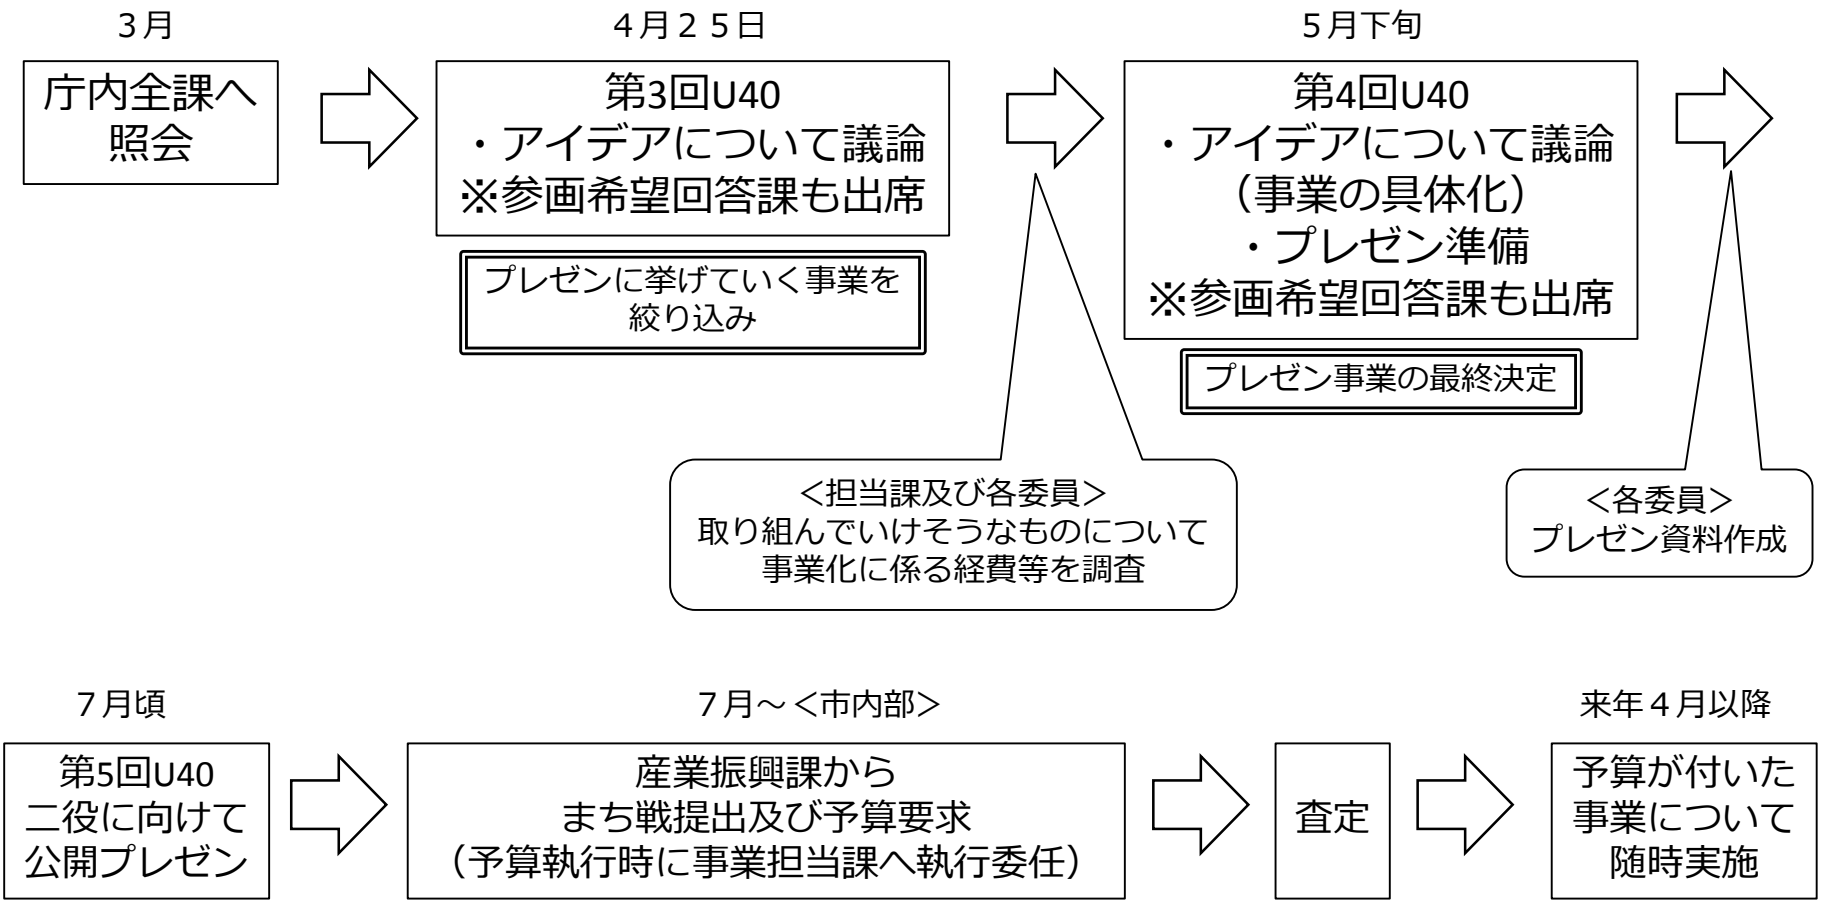 ３月
庁内全課へ
照会
４月２５日
第3回U40
・アイデアについて議論
※参画希望回答課も出席
プレゼンに挙げていく事業を
絞り込み
＜担当課及び各委員＞
取り組んでいけそうなものについて
事業化に係る経費等を調査
５月下旬
第4回U40
・アイデアについて議論
（事業の具体化）
・プレゼン準備
※参画希望回答課も出席
プレゼン事業の最終決定
＜各委員＞
プレゼン資料作成
７月頃
第5回U40
二役に向けて
公開プレゼン
７月～＜市内部＞
産業振興課から
まち戦提出及び予算要求
（予算執行時に事業担当課へ執行委任）
査定
来年４月以降
予算が付いた
事業について
随時実施